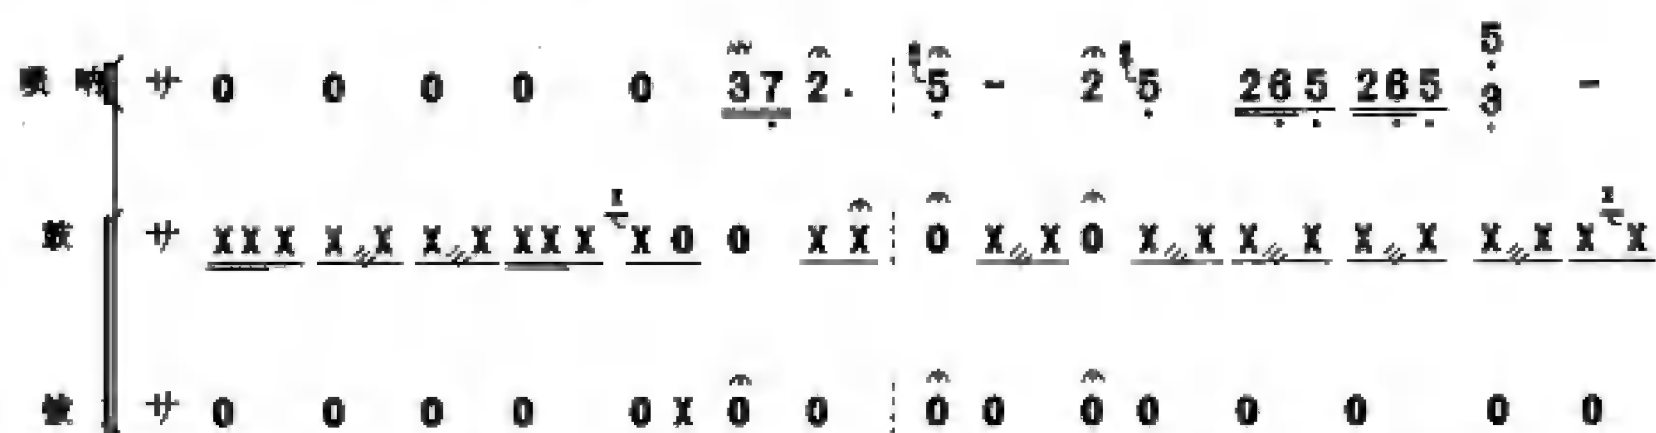 唢 呐 サ 0 0 0 0 0 37 2. 5 - 2 5 265 265 5 3 -
鼓 サ XXX X X X X XXX X X 0 0 X X 0 X X 0 X X X X X X X X X X X
钹 サ 0 0 0 0 0 X 0 0 0 0 0 0 0 0 0 0